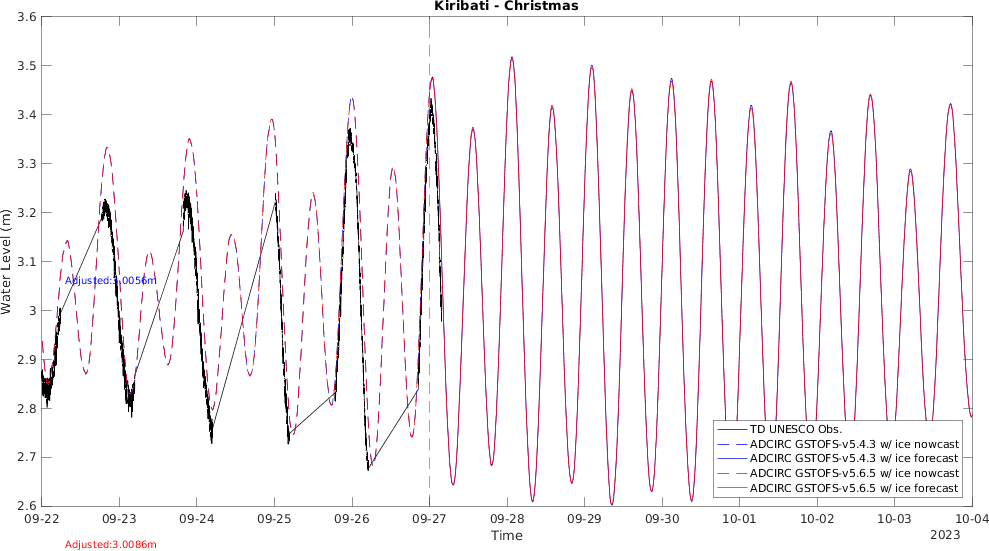 Kiribati - Christmas
3.6
3.5
3.4
3.3
3.2
3.1
3
2.9
2.8
2.7
2.6
Water Level (m)
Adjusted:3.0056m
TD UNESCO Obs.
ADCIRC GSTOFS-v5.4.3 w/ ice nowcast
ADCIRC GSTOFS-v5.4.3 w/ ice forecast
ADCIRC GSTOFS-v5.6.5 w/ ice nowcast
ADCIRC GSTOFS-v5.6.5 w/ ice forecast
09-22 09-23 09-24 09-25 09-26 09-27 09-28 09-29 09-30 10-01 10-02 10-03 10-04
Time
2023
Adjusted:3.0086m